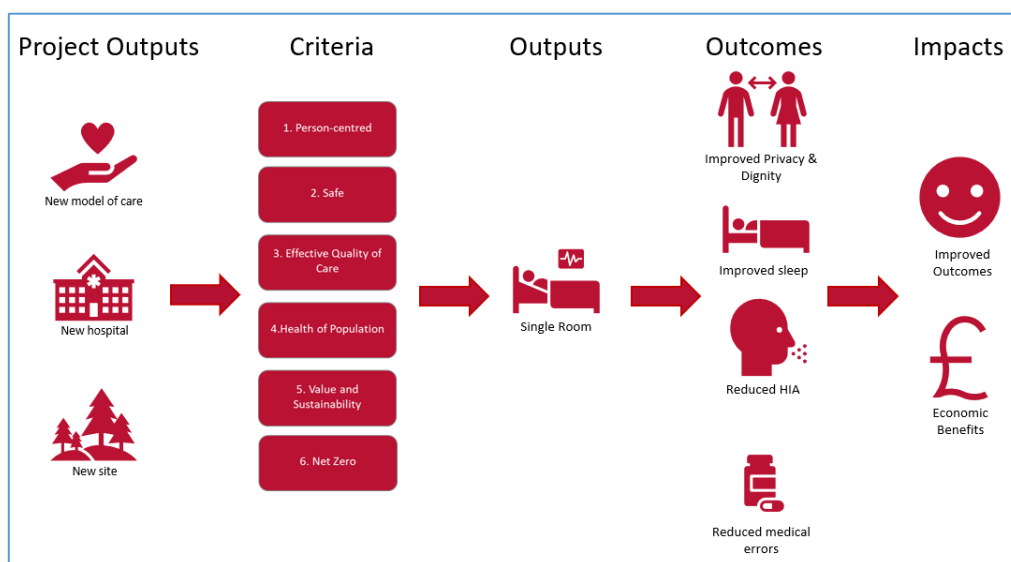 Project Outputs
Criteria
Outputs
Outcomes
Impacts
New model of care
New hospital
New site
1. Person-centred
2. Safe
3. Effective Quality of
Care
4.Health of Population
5. Value and
Sustainability
6. Net Zero
Single Room
Improved Privacy &
Dignity
Improved sleep
Reduced HIA
Reduced medical
errors
Improved
Outcomes
£
Economic
Benefits